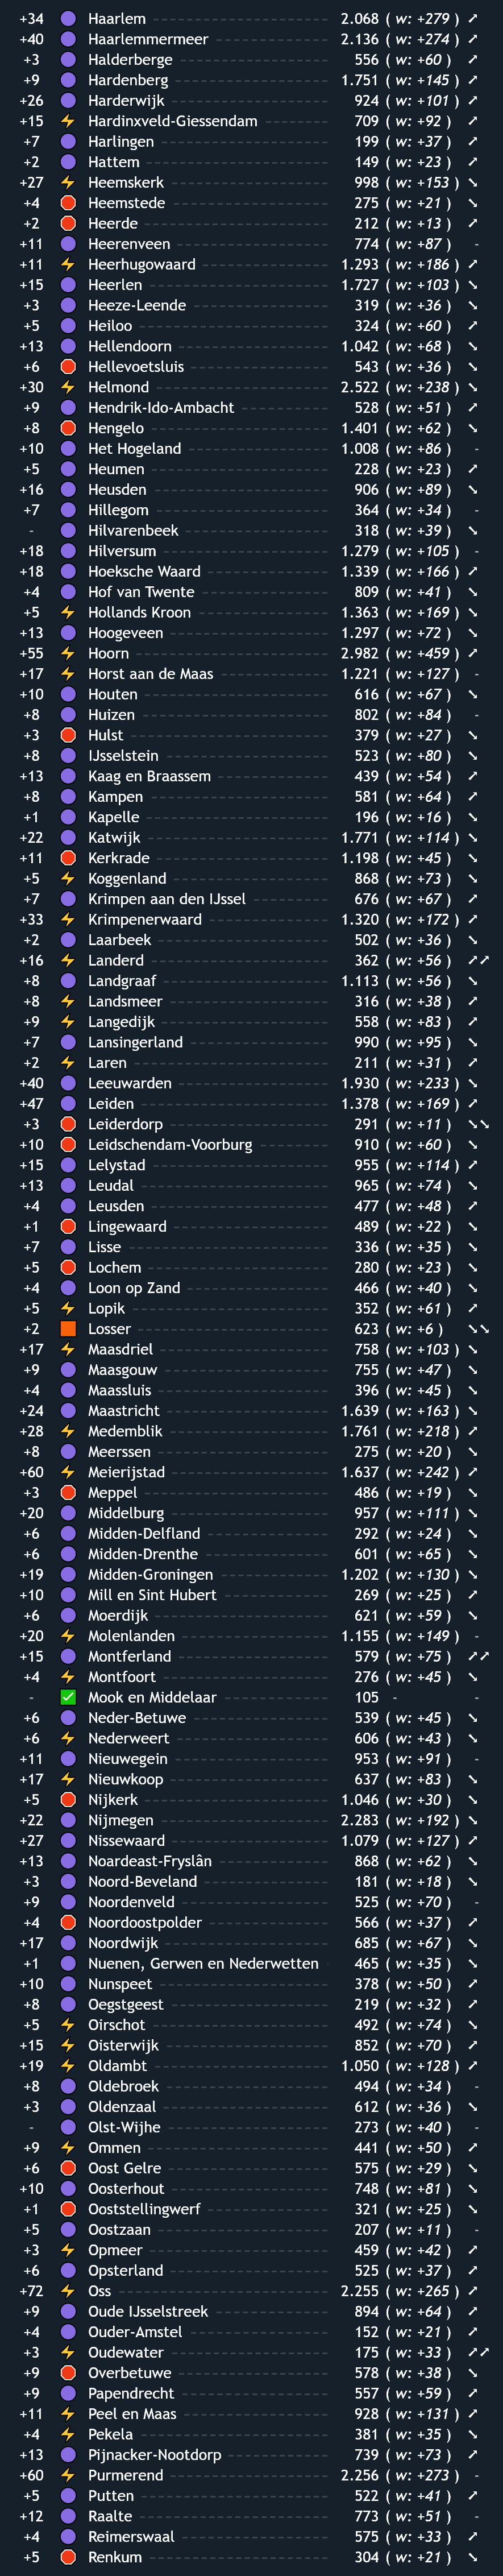 +34 Haarlem 2.068 ( w: +279 ) ↗
+40 Haarlemmermeer 2.136 ( w: +274 ) ↗
+3 Halderberge 556 ( w: +60 ) ↗
+9 Hardenberg 1.751 ( w: +145 ) ↗
+26 Harderwijk 924 ( w: +101 ) ↗
+15 Hardinxveld-Giessendam 709 ( w: +92 ) ↗
+7 Harlingen 199 ( w: +37 ) ↗
+2 Hattem 149 ( w: +23 ) ↗
+27 Heemskerk 998 ( w: +153 ) ↘
+4 Heemstede 275 ( w: +21 ) ↘
+2 Heerde 212 ( w: +13 ) ↗
+11 Heerenveen 774 ( w: +87 ) -
+11 Heerhugowaard 1.293 ( w: +186 ) ↗
+15 Heerlen 1.727 ( w: +103 ) ↘
+3 Heeze-Leende 319 ( w: +36 ) ↘
+5 Heiloo 324 ( w: +60 ) ↗
+13 Hellendoorn 1.042 ( w: +68 ) ↘
+6 Hellevoetsluis 543 ( w: +36 ) ↘
+30 Helmond 2.522 ( w: +238 ) ↘
+9 Hendrik-Ido-Ambacht 528 ( w: +51 ) ↗
+8 Hengelo 1.401 ( w: +62 ) ↘
+10 Het Hogeland 1.008 ( w: +86 ) -
+5 Heumen 228 ( w: +23 ) ↗
+16 Heusden 906 ( w: +89 ) ↘
+7 Hillegom 364 ( w: +34 ) -
- Hilvarenbeek 318 ( w: +39 ) ↘
+18 Hilversum 1.279 ( w: +105 ) -
+18 Hoeksche Waard 1.339 ( w: +166 ) ↗
+4 Hof van Twente 809 ( w: +41 ) ↘
+5 Hollands Kroon 1.363 ( w: +169 ) ↘
+13 Hoogeveen 1.297 ( w: +72 ) ↘
+55 Hoorn 2.982 ( w: +459 ) ↗
+17 Horst aan de Maas 1.221 ( w: +127 ) -
+10 Houten 616 ( w: +67 ) ↘
+8 Huizen 802 ( w: +84 ) -
+3 Hulst 379 ( w: +27 ) ↘
+8 IJsselstein 523 ( w: +80 ) ↘
+13 Kaag en Braassem 439 ( w: +54 ) ↗
+8 Kampen 581 ( w: +64 ) ↘
+1 Kapelle 196 ( w: +16 ) ↘
+22 Katwijk 1.771 ( w: +114 ) ↘
+11 Kerkrade 1.198 ( w: +45 ) ↘
+5 Koggenland 868 ( w: +73 ) ↘
+7 Krimpen aan den IJssel 676 ( w: +67 ) ↗
+33 Krimpenerwaard 1.320 ( w: +172 ) ↗
+2 Laarbeek 502 ( w: +36 ) ↘
+16 Landerd 362 ( w: +56 ) ↗↗
+8 Landgraaf 1.113 ( w: +56 ) ↘
+8 Landsmeer 316 ( w: +38 ) ↗
+9 Langedijk 558 ( w: +83 ) ↗
+7 Lansingerland 990 ( w: +95 ) ↘
+2 Laren 211 ( w: +31 ) ↗
+40 Leeuwarden 1.930 ( w: +233 ) ↘
+47 Leiden 1.378 ( w: +169 ) ↗
+3 Leiderdorp 291 ( w: +11 ) ↘↘
+10 Leidschendam-Voorburg 910 ( w: +60 ) ↘
+15 Lelystad 955 ( w: +114 ) ↗
+13 Leudal 965 ( w: +74 ) ↘
+4 Leusden 477 ( w: +48 ) ↗
+1 Lingewaard 489 ( w: +22 ) ↘
+7 Lisse 336 ( w: +35 ) ↘
+5 Lochem 280 ( w: +23 ) ↘
+4 Loon op Zand 466 ( w: +40 ) ↘
+5 Lopik 352 ( w: +61 ) ↗
+2 Losser 623 ( w: +6 ) ↘↘
+17 Maasdriel 758 ( w: +103 ) ↘
+9 Maasgouw 755 ( w: +47 ) ↘
+4 Maassluis 396 ( w: +45 ) ↘
+24 Maastricht 1.639 ( w: +163 ) ↘
+28 Medemblik 1.761 ( w: +218 ) ↗
+8 Meerssen 275 ( w: +20 ) ↘
+60 Meierijstad 1.637 ( w: +242 ) ↗
+3 Meppel 486 ( w: +19 ) ↘
+20 Middelburg 957 ( w: +111 ) ↘
+6 Midden-Delfland 292 ( w: +24 ) ↘
+6 Midden-Drenthe 601 ( w: +65 ) ↘
+19 Midden-Groningen 1.202 ( w: +130 ) ↘
+10 Mill en Sint Hubert 269 ( w: +25 ) ↗
+6 Moerdijk 621 ( w: +59 ) ↘
+20 Molenlanden 1.155 ( w: +149 ) -
+15 Montferland 579 ( w: +75 ) ↗↗
+4 Montfoort 276 ( w: +45 ) ↘
- Mook en Middelaar 105 - -
+6 Neder-Betuwe 539 ( w: +45 ) ↘
+6 Nederweert 606 ( w: +43 ) ↘
+11 Nieuwegein 953 ( w: +91 ) -
+17 Nieuwkoop 637 ( w: +83 ) ↘
+5 Nijkerk 1.046 ( w: +30 ) ↘
+22 Nijmegen 2.283 ( w: +192 ) ↘
+27 Nissewaard 1.079 ( w: +127 ) ↗
+13 Noardeast-Fryslân 868 ( w: +62 ) ↘
+3 Noord-Beveland 181 ( w: +18 ) ↘
+9 Noordenveld 525 ( w: +70 ) -
+4 Noordoostpolder 566 ( w: +37 ) ↗
+17 Noordwijk 685 ( w: +67 ) ↘
+1 Nuenen, Gerwen en Nederwetten 465 ( w: +35 ) ↘
+10 Nunspeet 378 ( w: +50 ) ↗
+8 Oegstgeest 219 ( w: +32 ) ↗
+5 Oirschot 492 ( w: +74 ) ↘
+15 Oisterwijk 852 ( w: +70 ) ↗
+19 Oldambt 1.050 ( w: +128 ) ↗
+8 Oldebroek 494 ( w: +34 ) -
+3 Oldenzaal 612 ( w: +36 ) ↘
- Olst-Wijhe 273 ( w: +40 ) -
+9 Ommen 441 ( w: +50 ) ↗
+6 Oost Gelre 575 ( w: +29 ) ↘
+10 Oosterhout 748 ( w: +81 ) ↘
+1 Ooststellingwerf 321 ( w: +25 ) ↘
+5 Oostzaan 207 ( w: +11 ) -
+3 Opmeer 459 ( w: +42 ) ↗
+6 Opsterland 525 ( w: +37 ) ↗
+72 Oss 2.255 ( w: +265 ) ↗
+9 Oude IJsselstreek 894 ( w: +64 ) ↗
+4 Ouder-Amstel 152 ( w: +21 ) ↗
+3 Oudewater 175 ( w: +33 ) ↗↗
+9 Overbetuwe 578 ( w: +38 ) ↘
+9 Papendrecht 557 ( w: +59 ) ↗
+11 Peel en Maas 928 ( w: +131 ) ↗
+4 Pekela 381 ( w: +35 ) ↘
+13 Pijnacker-Nootdorp 739 ( w: +73 ) ↗
+60 Purmerend 2.256 ( w: +273 ) -
+5 Putten 522 ( w: +41 ) ↗
+12 Raalte 773 ( w: +51 ) -
+4 Reimerswaal 575 ( w: +33 ) ↗
+5 Renkum 304 ( w: +21 ) ↘